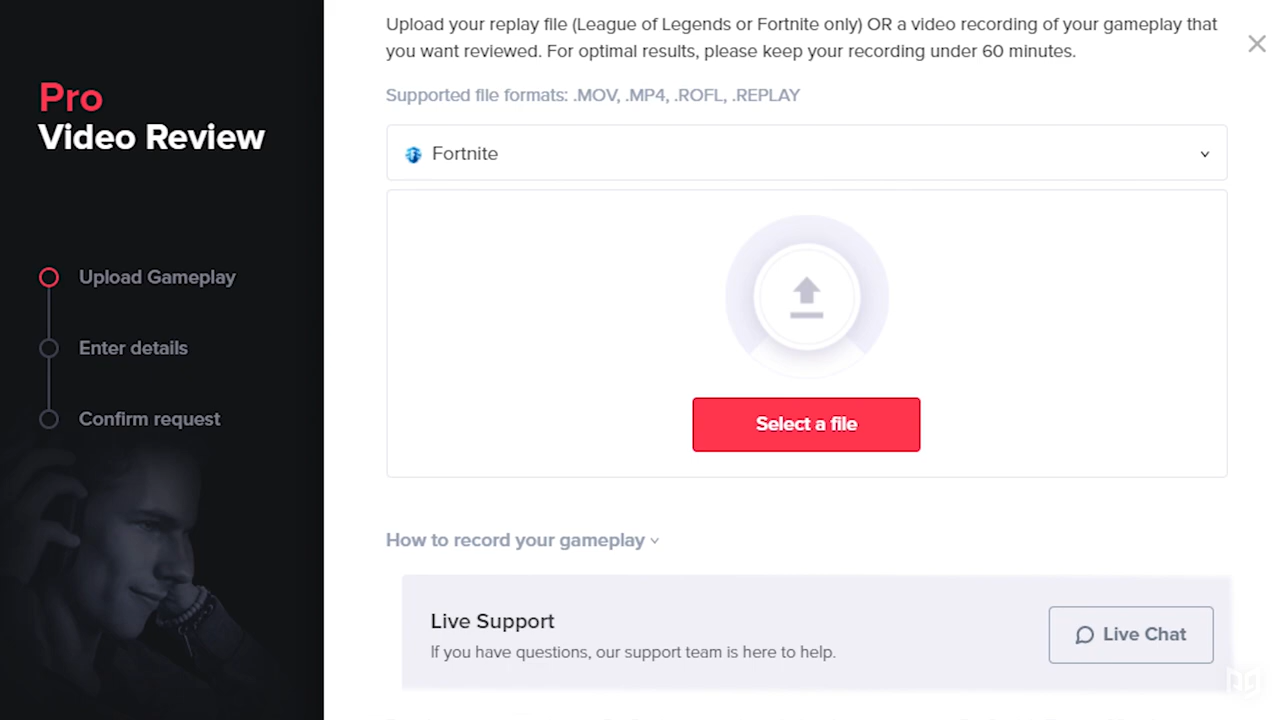 Pro
Video Review
Upload Gameplay
Enter details
Confirm request
Upload your replay file (League of Legends or Fortnite only) OR a video recording of your gameplay that
you want reviewed. For optimal results, please keep your recording under 60 minutes.
Supported file formats: .MOV, .MP4, .ROFL, .REPLAY
Fortnite
Select a file
How to record your gameplay
Live Support
If you have questions, our support team is here to help.
Live Chat